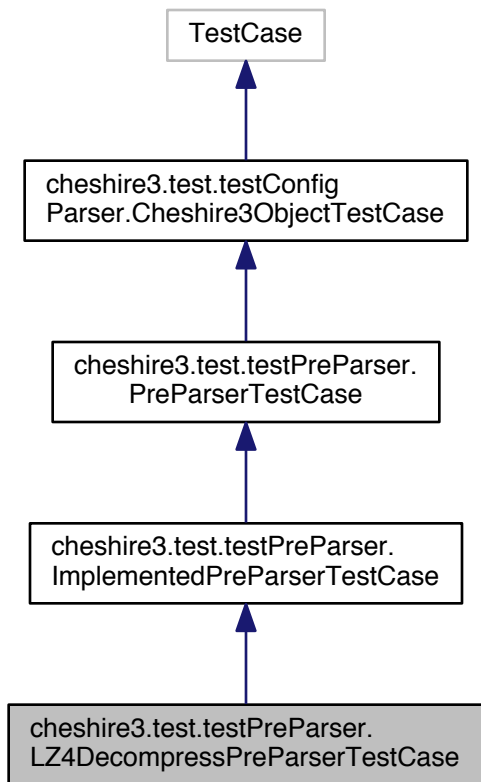 TestCase
cheshire3.test.testConfig
Parser.Cheshire3ObjectTestCase
cheshire3.test.testPreParser.
PreParserTestCase
cheshire3.test.testPreParser.
ImplementedPreParserTestCase
cheshire3.test.testPreParser.
LZ4DecompressPreParserTestCase